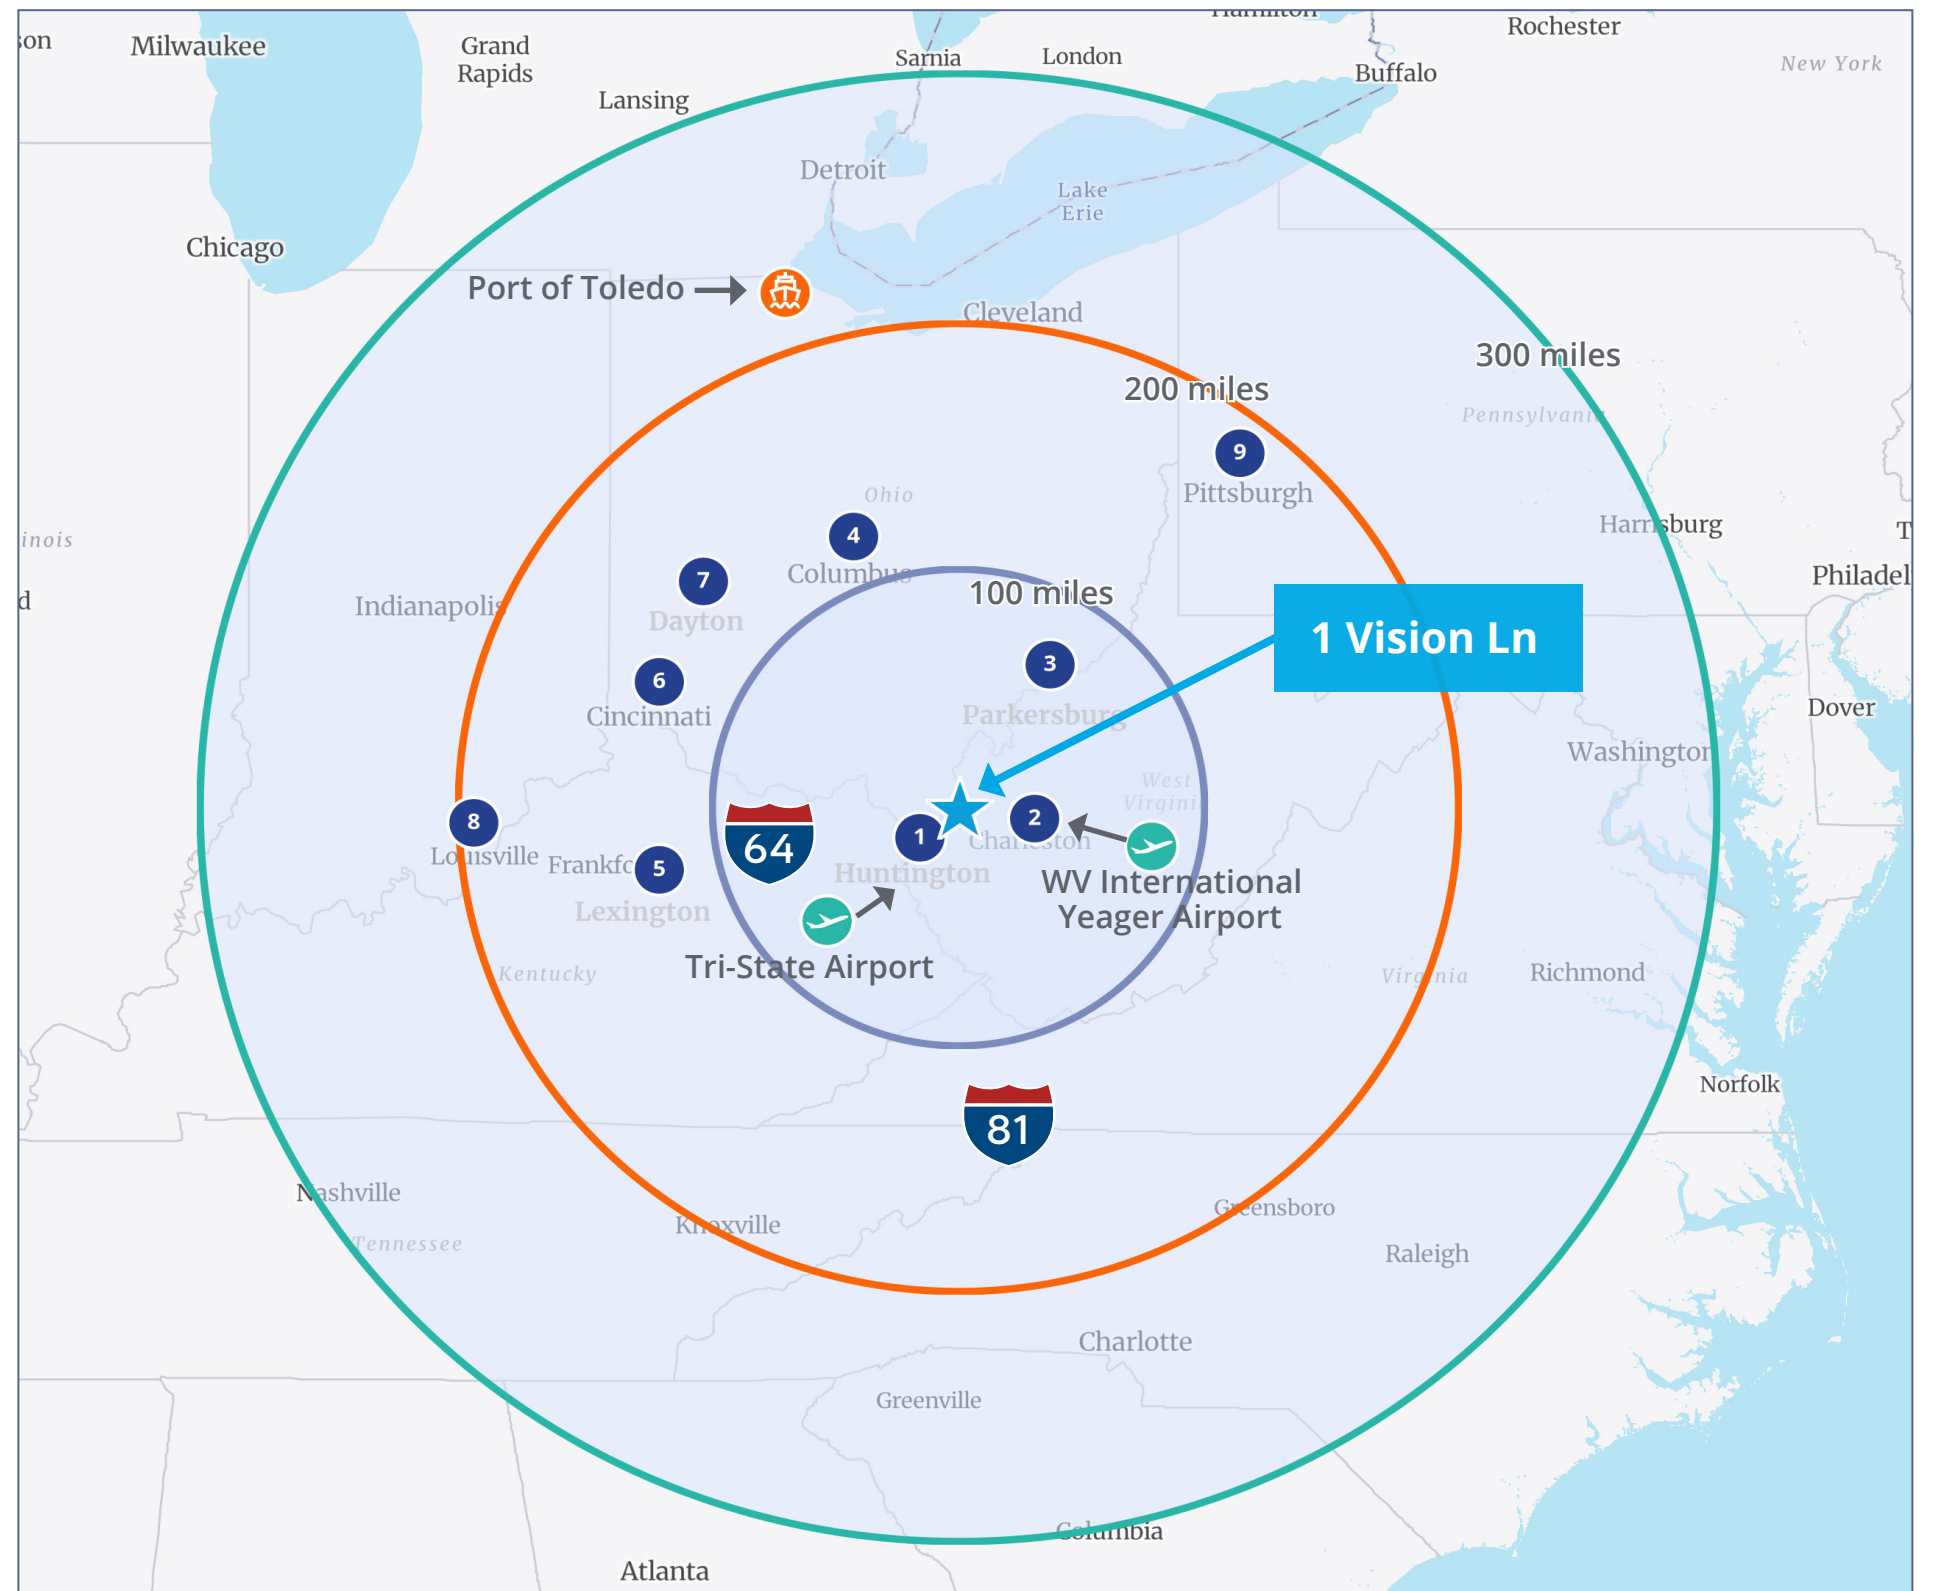 Hamilton
Rochester
son
Milwaukee
Grand
Rapids
Sarnia
London
Buffalo
New York
Lansing
Detroit
Lake
Erie
Chicago
Port of Toledo
Cleveland
300 miles
200 miles
Pennsylvania
9
Pittsburgh
Ohio
4
Columbus
Harrisburg
T
inois
7
Dayton
100 miles
Philadel
d
Indianapolis
1 Vision Ln
3
6
Cincinnati
Parkersburg
Dover
Washington
West
Virginia
8
Louisville
64
1
2
Charleston
Frankfo
5
Huntington
Lexington
WV International
Yeager Airport
Tri-State Airport
Kentucky
Virginia
Richmond
Norfolk
81
Nashville
Tennessee
Knoxville
Greensboro
Raleigh
Charlotte
Greenville
Columbia
Atlanta